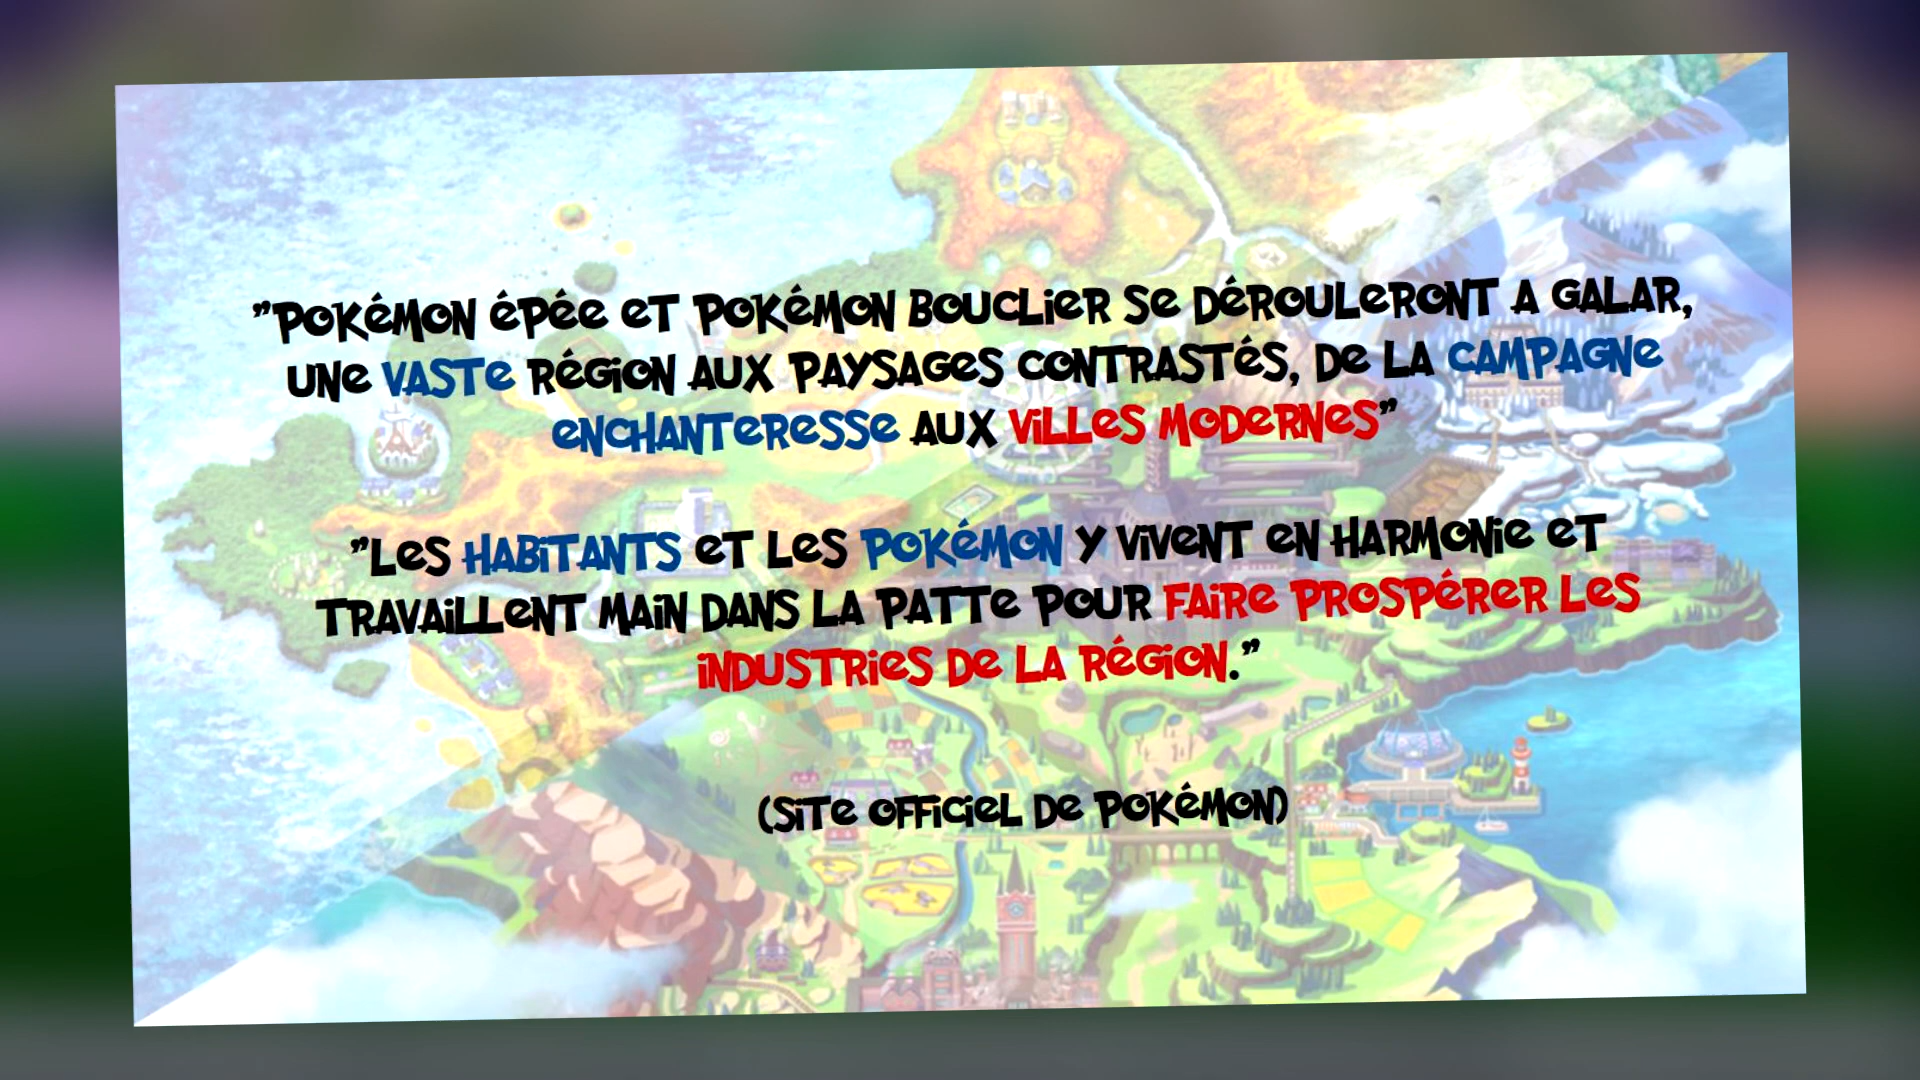 "Pokémon Épée et Pokémon Bouclier se dérouleront a Galar,
une vaste région aux paysages contrastés, de la campagne
enchanteresse aux villes modernes"
"Les habitants et les Pokémon y vivent en harmonie et
travaillent main dans la patte pour faire prospérer les
industries de la région."
(Site officiel de Pokémon)